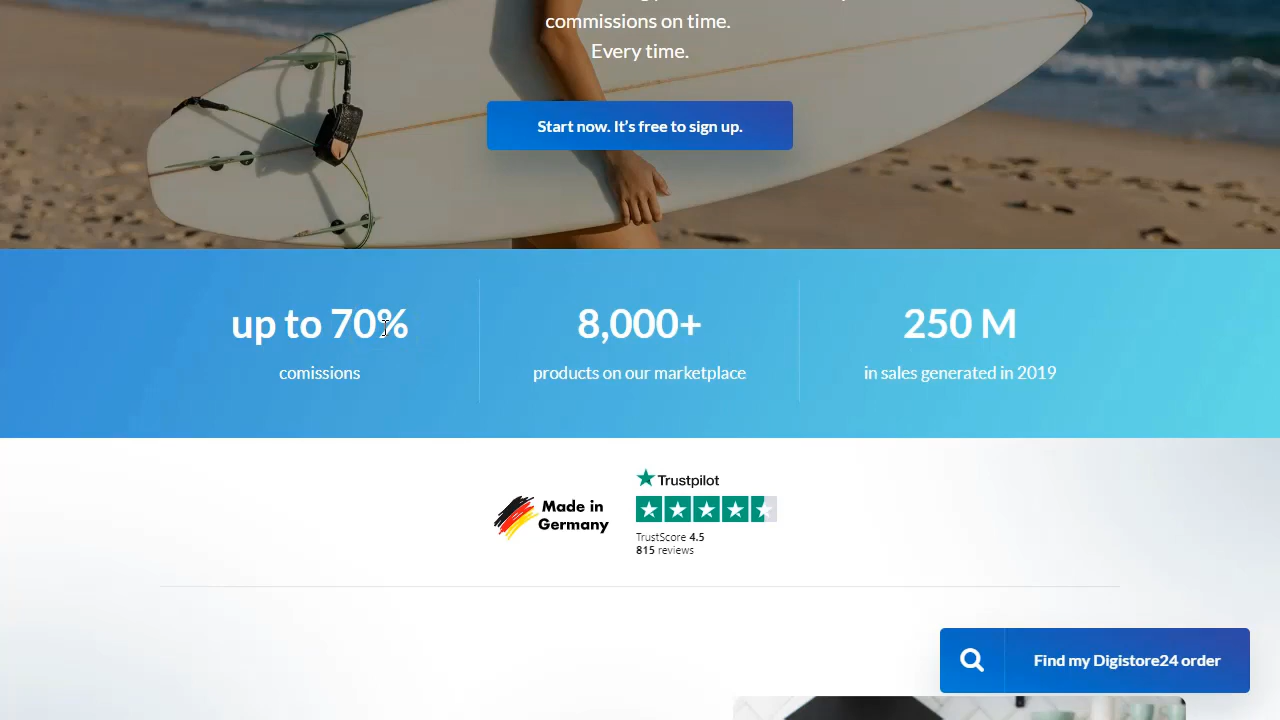 commissions on time.
Every time.
Start now. It's free to sign up.
up to 70%
comissions
8,000+
products on our marketplace
250 M
in sales generated in 2019
Made in
Germany
Trustpilot
TrustScore 4.5
815 reviews
Find my Digistore24 order